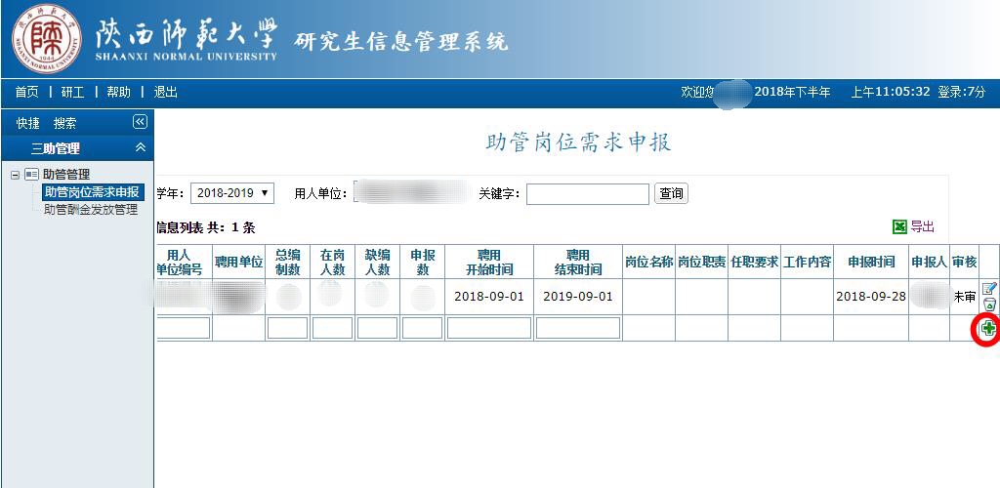 陕西师范大学 研究生信息管理系统
SHAANXI NORMAL UNIVERSITY
1944
首页 | 研工 | 帮助 | 退出 欢迎您 2018年下半年 上午11:05:32 登录:7分
快捷 搜索
三助管理
助管管理
助管岗位需求申报
助管酬金发放管理
助管岗位需求申报
学年: 2018-2019 用人单位: 关键字: 查询
信息列表 共: 1 条 导出
用人单位编号 聘用单位 总编制数 在岗人数 缺编人数 申报数 聘用开始时间 聘用结束时间 岗位名称 岗位职责 任职要求 工作内容 申报时间 申报人 审核
2018-09-01 2019-09-01 2018-09-28 未审